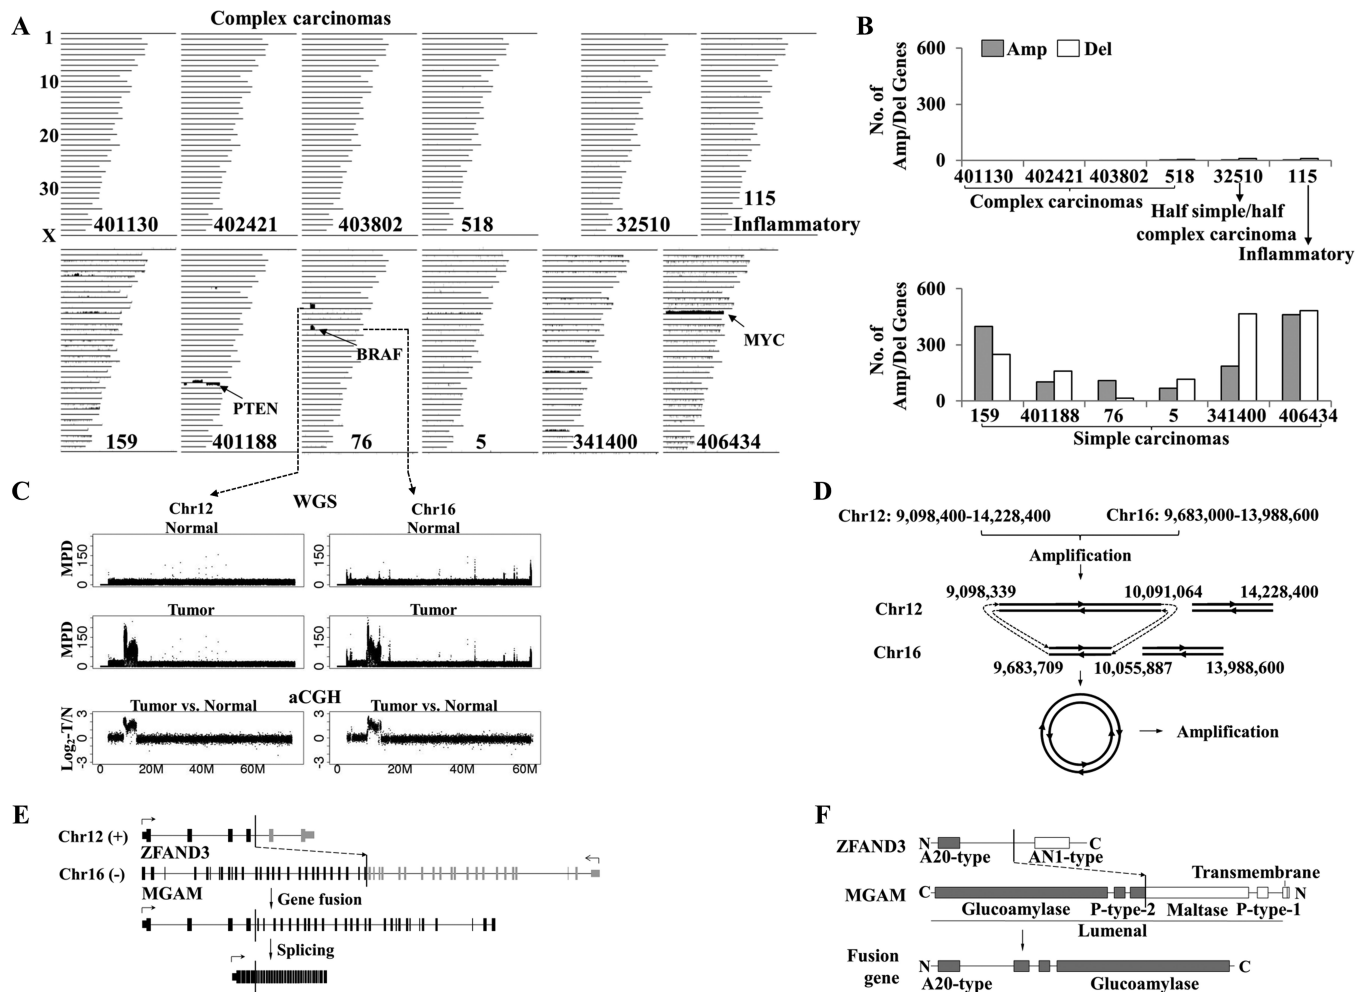 A
Complex carcinomas
1
10
20
30
X
401130
402421
403802
518
32510
115
Inflammatory
159
401188
76
5
341400
406434
PTEN
BRAF
MYC
B
No. of
Amp/Del Genes
600
300
0
Amp
Del
401130
402421
403802
518
32510
115
Complex carcinomas
Half simple/half
complex carcinoma
Inflammatory
No. of
Amp/Del Genes
600
300
0
159
401188
76
5
341400
406434
Simple carcinomas
C
WGS
Chr12
Normal
Chr16
Normal
MPD
0
150
Tumor
Tumor
MPD
0
150
aCGH
Tumor vs. Normal
Tumor vs. Normal
Log2-T/N
-3
0
3
0
20M
40M
60M
0
20M
40M
60M
D
Chr12: 9,098,400-14,228,400
Chr16: 9,683,000-13,988,600
Amplification
9,098,339
10,091,064
14,228,400
Chr12
Chr16
9,683,709
10,055,887
13,988,600
Amplification
E
Chr12 (+)
ZFAND3
Chr16 (-)
MGAM
Gene fusion
Splicing
F
ZFAND3
N
C
A20-type
AN1-type
Transmembrane
MGAM
C
N
Glucoamylase
P-type-2
Maltase
P-type-1
Lumenal
Fusion
gene
N
C
A20-type
Glucoamylase